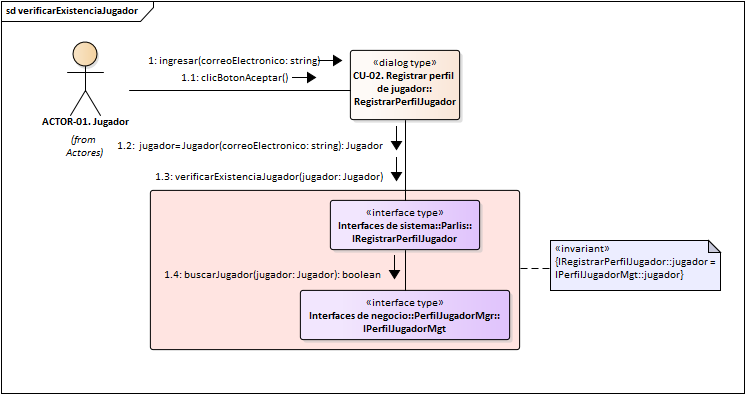 sd verificarExistenciaJugador
1: ingresar(correoElectronico: string)
1.1: clicBotonAceptar()
«dialog type»
CU-02. Registrar perfil
de jugador::
RegistrarPerfilJugador
ACTOR-01. Jugador
(from
Actores)
1.2: jugador=Jugador(correoElectronico: string): Jugador
1.3: verificarExistenciaJugador(jugador: Jugador)
«interface type»
Interfaces de sistema::Parlis::
IRegistrarPerfilJugador
«invariant»
{IRegistrarPerfilJugador::jugador =
IPerfilJugadorMgt::jugador}
1.4: buscarJugador(jugador: Jugador): boolean
«interface type»
Interfaces de negocio::PerfilJugadorMgr::
IPerfilJugadorMgt